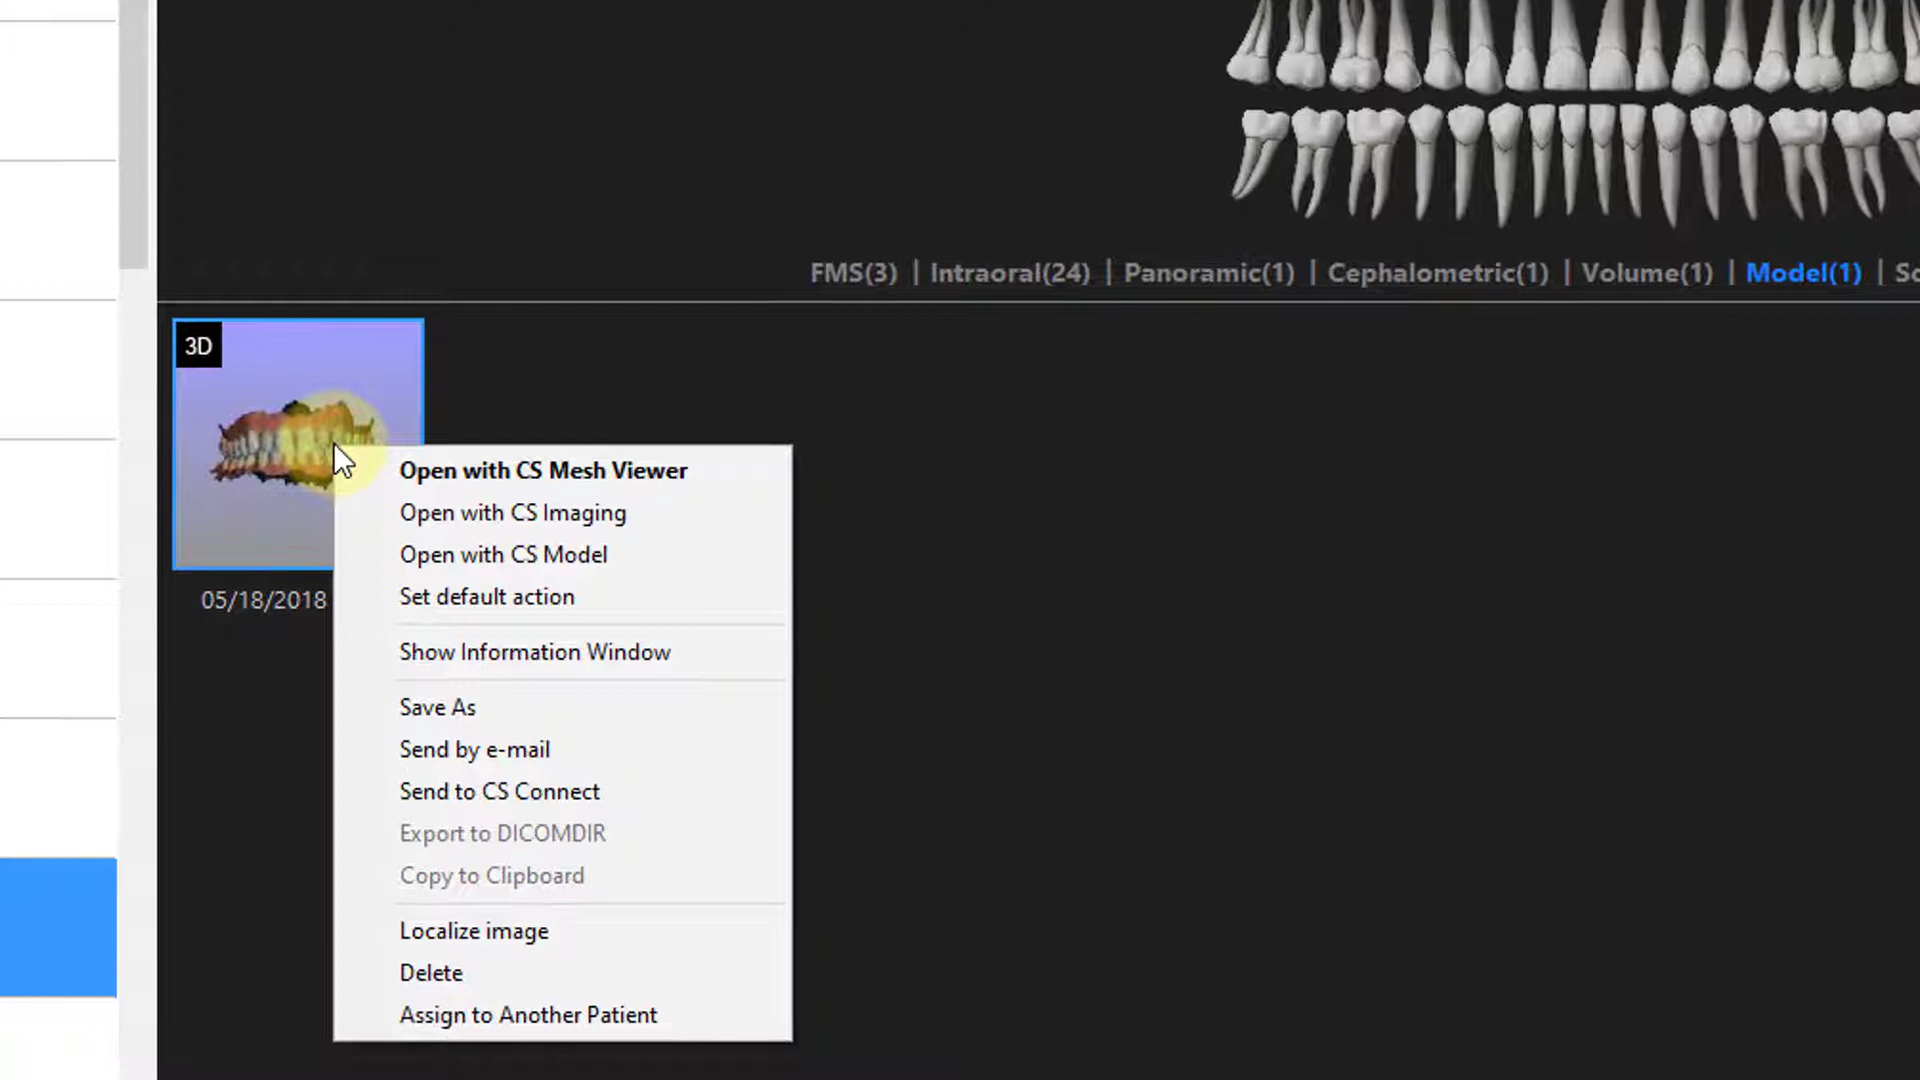 FMS(3) | Intraoral(24) | Panoramic(1) | Cephalometric(1) | Volume(1) | Model(1) |
3D
05/18/2018
Open with CS Mesh Viewer
Open with CS Imaging
Open with CS Model
Set default action
Show Information Window
Save As
Send by e-mail
Send to CS Connect
Export to DICOMDIR
Copy to Clipboard
Localize image
Delete
Assign to Another Patient